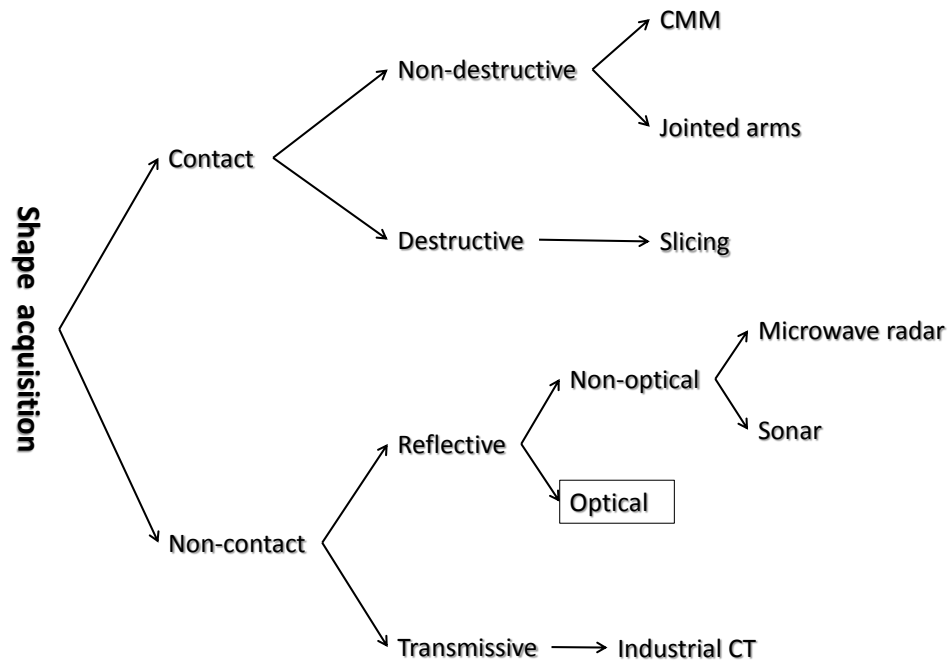 Shape acquisition
Contact
Non-destructive
CMM
Jointed arms
Destructive
Slicing
Non-contact
Reflective
Non-optical
Microwave radar
Sonar
Optical
Transmissive
Industrial CT